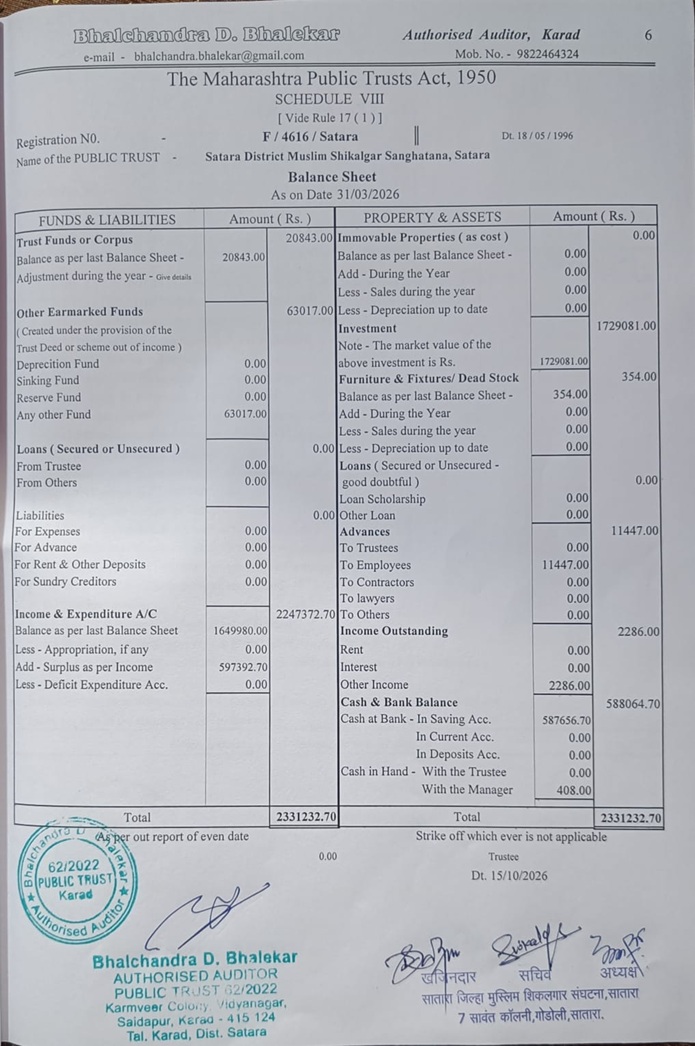 Bhalchandra D. Bhalekar Authorised Auditor, Karad 6
e-mail - bhalchandra.bhalekar@gmail.com Mob. No. - 9822464324
The Maharashtra Public Trusts Act, 1950
SCHEDULE VIII
[ Vide Rule 17 ( 1 ) ]
Registration N0. - F / 4616 / Satara || Dt. 18 / 05 / 1996
Name of the PUBLIC TRUST - Satara District Muslim Shikalgar Sanghatana, Satara
Balance Sheet
As on Date 31/03/2026
FUNDS & LIABILITIES Amount ( Rs. ) PROPERTY & ASSETS Amount ( Rs. )
Trust Funds or Corpus 20843.00 Immovable Properties ( as cost ) 0.00
Balance as per last Balance Sheet - 20843.00 Balance as per last Balance Sheet - 0.00
Adjustment during the year - Give details Add - During the Year 0.00
Less - Sales during the year 0.00
Other Earmarked Funds 63017.00 Less - Depreciation up to date 0.00
( Created under the provision of the Investment 1729081.00
Trust Deed or scheme out of income ) Note - The market value of the
Deprecition Fund 0.00 above investment is Rs. 1729081.00
Sinking Fund 0.00 Furniture & Fixtures/ Dead Stock 354.00
Reserve Fund 0.00 Balance as per last Balance Sheet - 354.00
Any other Fund 63017.00 Add - During the Year 0.00
Less - Sales during the year 0.00
Loans ( Secured or Unsecured ) 0.00 Less - Depreciation up to date 0.00
From Trustee 0.00 Loans ( Secured or Unsecured -
From Others 0.00 good doubtful ) 0.00
Loan Scholarship 0.00
Liabilities 0.00 Other Loan 0.00
For Expenses 0.00 Advances 11447.00
For Advance 0.00 To Trustees 0.00
For Rent & Other Deposits 0.00 To Employees 11447.00
For Sundry Creditors 0.00 To Contractors 0.00
To lawyers 0.00
Income & Expenditure A/C 2247372.70 To Others 0.00
Balance as per last Balance Sheet 1649980.00 Income Outstanding 2286.00
Less - Appropriation, if any 0.00 Rent 0.00
Add - Surplus as per Income 597392.70 Interest 0.00
Less - Deficit Expenditure Acc. 0.00 Other Income 2286.00
Cash & Bank Balance 588064.70
Cash at Bank - In Saving Acc. 587656.70
In Current Acc. 0.00
In Deposits Acc. 0.00
Cash in Hand - With the Trustee 0.00
With the Manager 408.00
Total 2331232.70 Total 2331232.70
As per out report of even date Strike off which ever is not applicable
0.00 Trustee
Dt. 15/10/2026
Bhalchandra D Bhalekar
62/2022
PUBLIC TRUST
Karad
Authorised Auditor
Bhalchandra D. Bhalekar
AUTHORISED AUDITOR
PUBLIC TRUST 62/2022
Karmveer Colony, Vidyanagar,
Saidapur, Karad - 415 124
Tal. Karad, Dist. Satara
खजिनदार सचिव अध्यक्ष
सातारा जिल्हा मुस्लिम शिकलगार संघटना,सातारा
7 सावंत कॉलनी,गोडोली,सातारा.